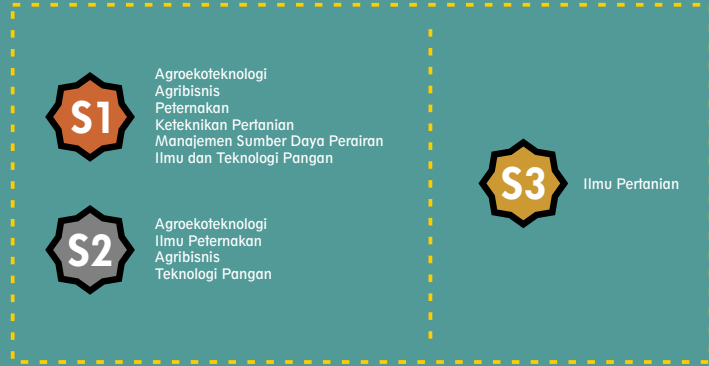 S1
Agroekoteknologi
Agribisnis
Peternakan
Keteknikan Pertanian
Manajemen Sumber Daya Perairan
Ilmu dan Teknologi Pangan
S2
Agroekoteknologi
Ilmu Peternakan
Agribisnis
Teknologi Pangan
S3
Ilmu Pertanian